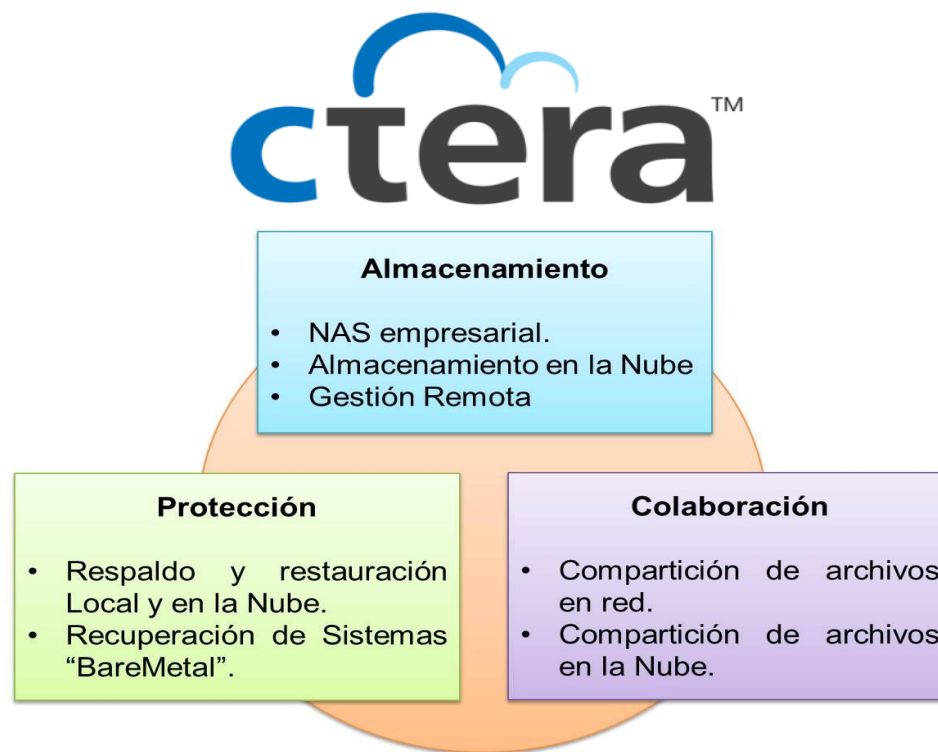 ctera™
Almacenamiento
• NAS empresarial.
• Almacenamiento en la Nube
• Gestión Remota
Protección
• Respaldo y restauración
Local y en la Nube.
• Recuperación de Sistemas
“BareMetal”.
Colaboración
• Compartición de archivos
en red.
• Compartición de archivos
en la Nube.